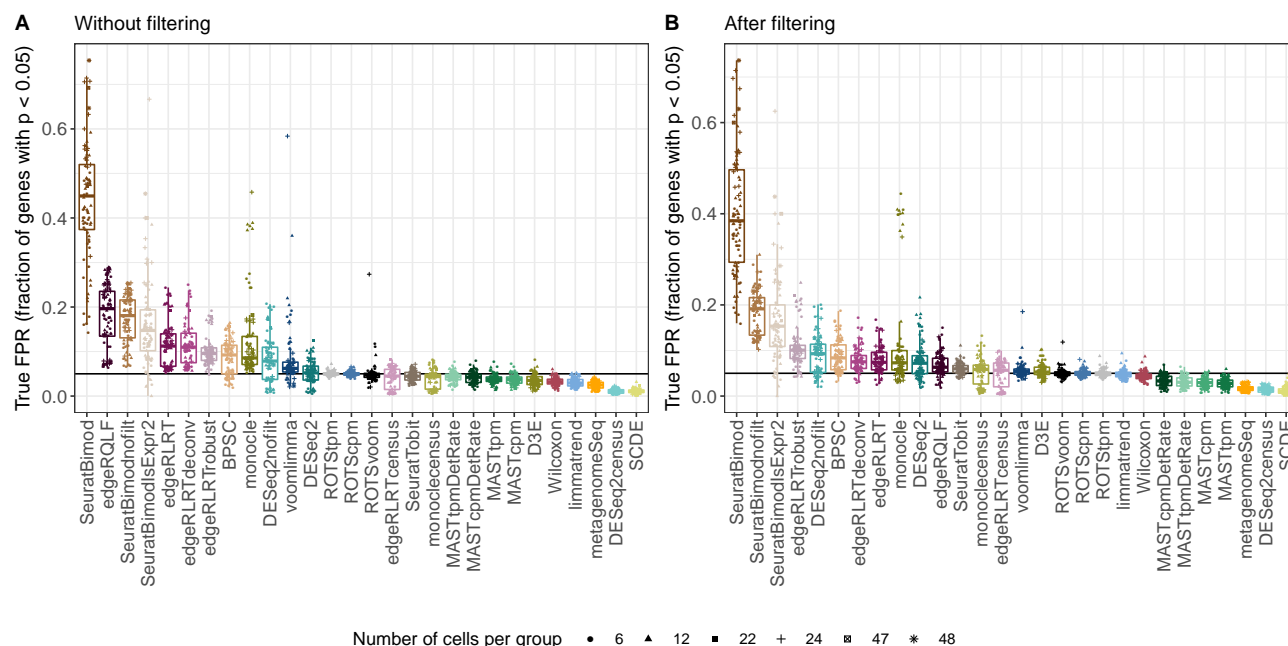 A Without filtering
True FPR (fraction of genes with p < 0.05)
0.6
0.4
0.2
0.0
SeuratBimod
edgeRQLF
SeuratBimodnofilt
SeuratBimodIsExpr2
edgeRLRT
edgeRLRTdeconv
edgeRLRTrobust
BPSC
monocle
DESeq2nofilt
voomlimma
DESeq2
ROTStpm
ROTScpm
ROTSvoom
edgeRLRTcensus
SeuratTobit
monoclecensus
MASTtpmDetRate
MASTcpmDetRate
MASTtpm
MASTcpm
D3E
Wilcoxon
limmatrend
metagenomeSeq
DESeq2census
SCDE
B After filtering
True FPR (fraction of genes with p < 0.05)
0.6
0.4
0.2
0.0
SeuratBimod
SeuratBimodnofilt
SeuratBimodIsExpr2
edgeRLRTrobust
DESeq2nofilt
BPSC
edgeRLRTdeconv
edgeRLRT
monocle
DESeq2
edgeRQLF
SeuratTobit
monoclecensus
edgeRLRTcensus
voomlimma
D3E
ROTSvoom
ROTScpm
ROTStpm
limmatrend
Wilcoxon
MASTcpmDetRate
MASTtpmDetRate
MASTcpm
MASTtpm
metagenomeSeq
DESeq2census
SCDE
Number of cells per group 6 12 22 24 47 48